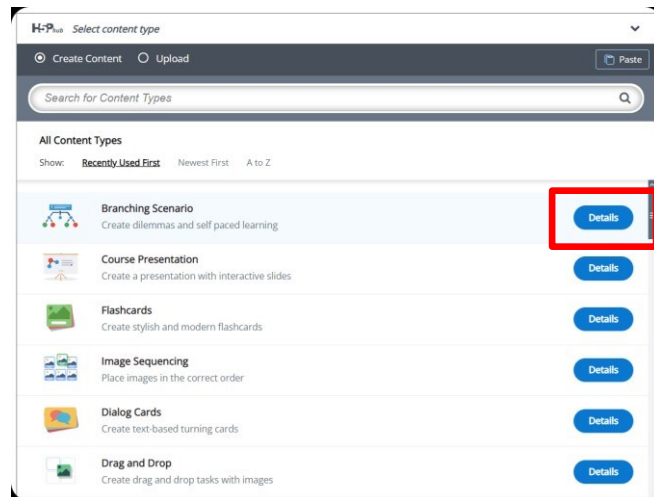 H-P hub Select content type
Create Content Upload Paste
Search for Content Types
All Content Types
Show: Recently Used First Newest First A to Z
Branching Scenario
Create dilemmas and self paced learning
Details
Course Presentation
Create a presentation with interactive slides
Details
Flashcards
Create stylish and modern flashcards
Details
Image Sequencing
Place images in the correct order
Details
Dialog Cards
Create text-based turning cards
Details
Drag and Drop
Create drag and drop tasks with images
Details